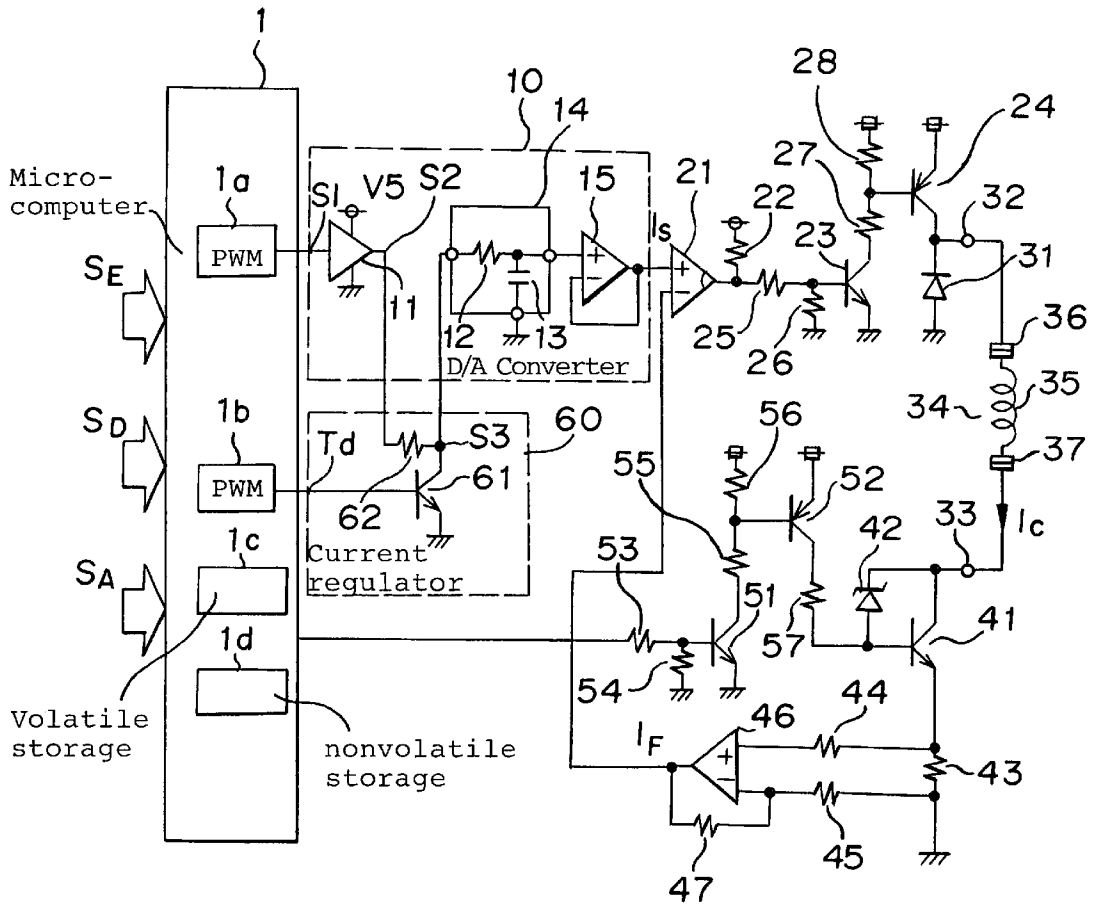 1
10
14
28
24
Micro-
computer
1a
PWM
S1
V5
S2
15
IS
21
22
27
23
32
31
11
12
13
D/A Converter
25
26
36
SE
34
35
37
SD
1b
PWM
Td
S3
60
61
62
Current
regulator
56
55
52
42
33
IC
SA
1c
53
51
57
41
1d
54
Volatile
storage
nonvolatile
storage
IF
46
44
43
47
45